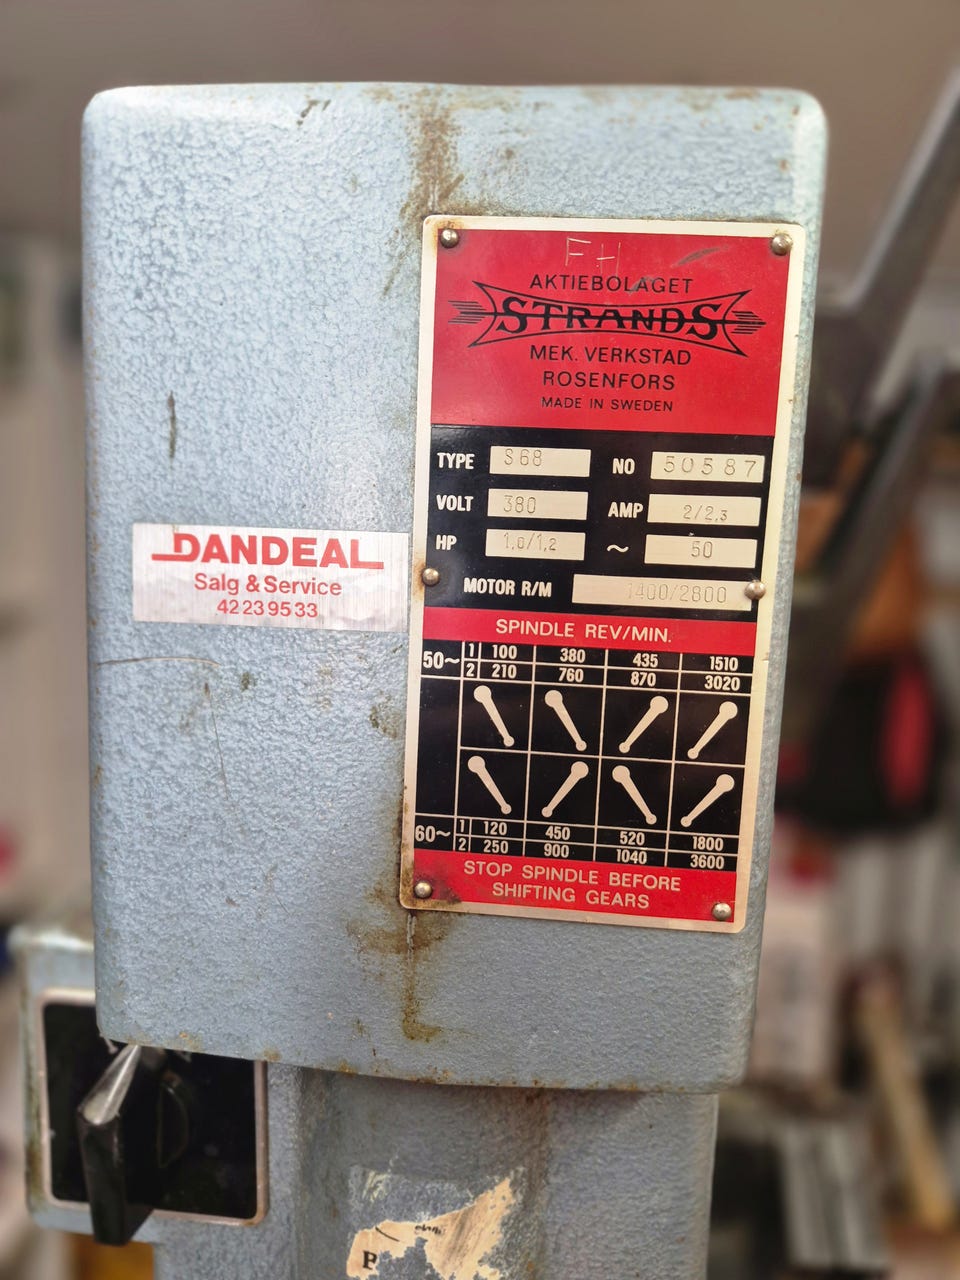 FH
AKTIEBOLAGET
STRANDS
MEK. VERKSTAD
ROSENFORS
MADE IN SWEDEN
TYPE S68 NO 50587
VOLT 380 AMP 2/2,3
HP 1,0/1,2 ~ 50
MOTOR R/M 1400/2800
SPINDLE REV/MIN.
50~ 1 100 380 435 1510
2 210 760 870 3020
60~ 1 120 450 520 1800
2 250 900 1040 3600
STOP SPINDLE BEFORE
SHIFTING GEARS
DANDEAL
Salg & Service
42 23 95 33